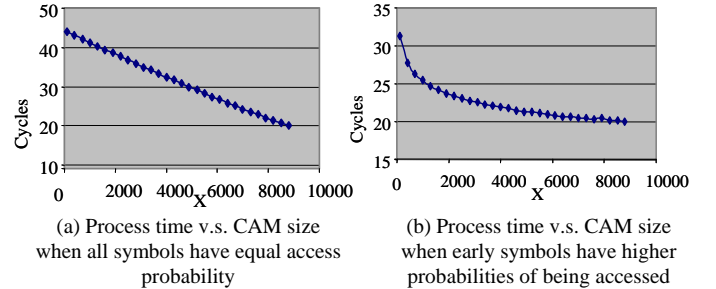 50
40
30
20
10
Cycles
0 2000 4000 6000 8000 10000
X
(a) Process time v.s. CAM size
when all symbols have equal access
probability
35
30
25
20
15
Cycles
0 2000 4000 6000 8000 10000
X
(b) Process time v.s. CAM size
when early symbols have higher
probabilities of being accessed